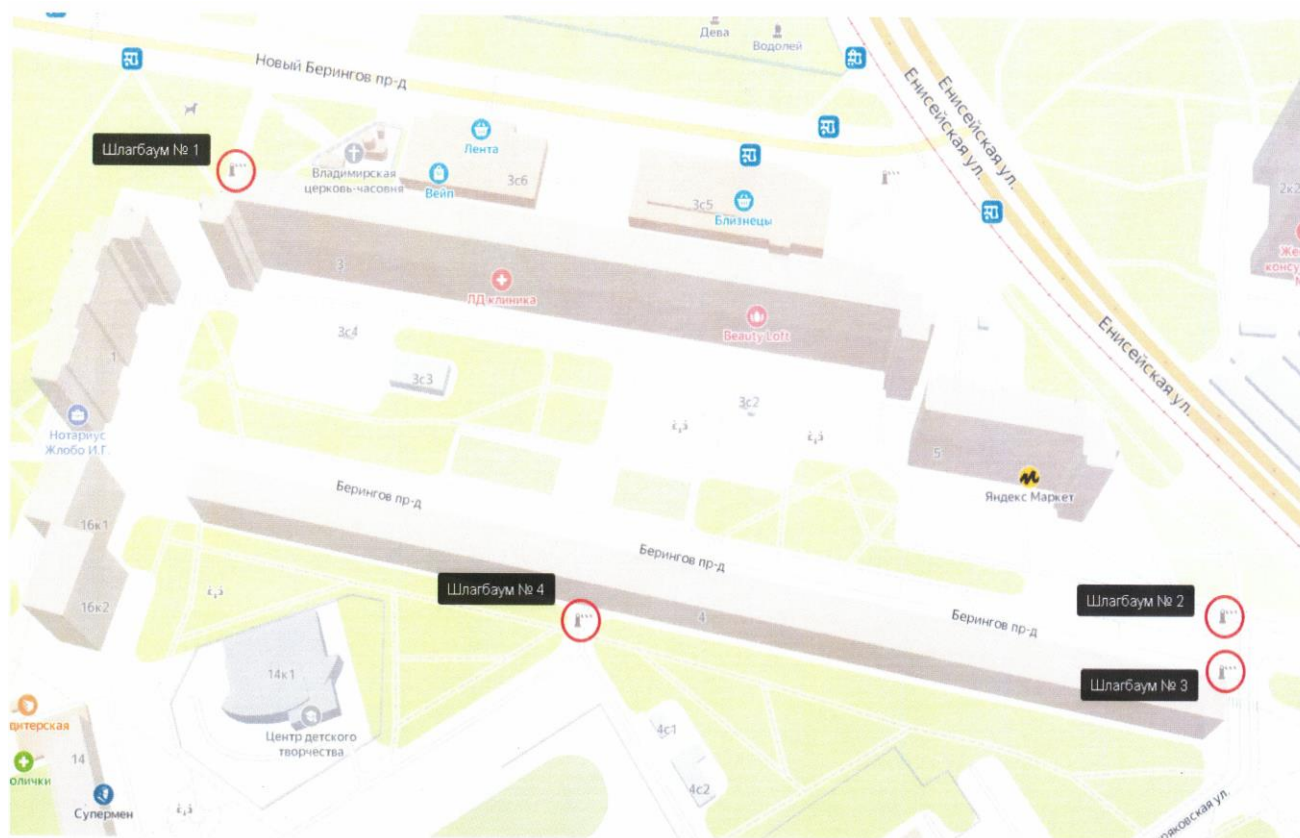 Дева
Водолей
Новый Берингов пр-д
Енисейская ул.
Енисейская ул.
Шлагбаум № 1
Лента
Владимирская
церковь-часовня
Вейп
3с6
3с5
Близнецы
2к2
3
ЛД клиника
Beauty Loft
Енисейская ул.
3с4
3с3
3с2
1
Нотариус
Жлобо И.Г.
5
Яндекс Маркет
Берингов пр-д
16к1
Берингов пр-д
Шлагбаум № 4
16к2
4
Берингов пр-д
Шлагбаум № 2
Шлагбаум № 3
14к1
Центр детского
творчества
4с1
4с2
14
Супермен